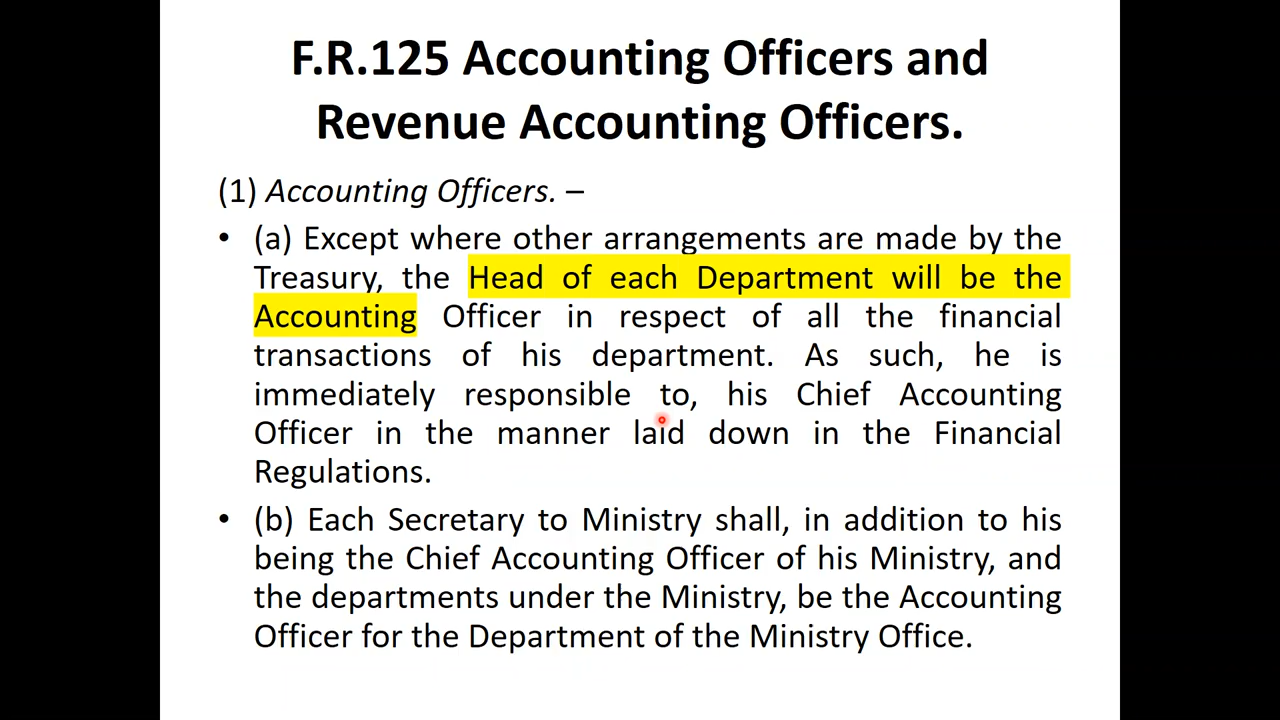 F.R.125 Accounting Officers and
Revenue Accounting Officers.
(1) Accounting Officers. –
• (a) Except where other arrangements are made by the
Treasury, the Head of each Department will be the
Accounting Officer in respect of all the financial
transactions of his department. As such, he is
immediately responsible to, his Chief Accounting
Officer in the manner laid down in the Financial
Regulations.
• (b) Each Secretary to Ministry shall, in addition to his
being the Chief Accounting Officer of his Ministry, and
the departments under the Ministry, be the Accounting
Officer for the Department of the Ministry Office.